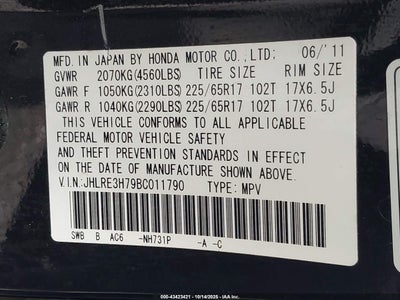 MFD. IN JAPAN BY HONDA MOTOR CO., LTD: 06/'11
GVWR 2070KG(4560LBS) TIRE SIZE RIM SIZE
GAWR F 1050KG(2310LBS) 225/65R17 102T 17X6.5J
GAWR R 1040KG(2290LBS) 225/65R17 102T 17X6.5J
THIS VEHICLE CONFORMS TO ALL APPLICABLE
FEDERAL MOTOR VEHICLE SAFETY
AND THEFT PREVENTION STANDARDS IN EFFECT
ON THE DATE OF MANUFACTURE SHOWN ABOVE.
V.I.N:JHLRE3H79BC011790 TYPE: MPV
SWB B AC6 -NH731P -A -C
000-43423421 - 10/14/2025 - IAA Inc.